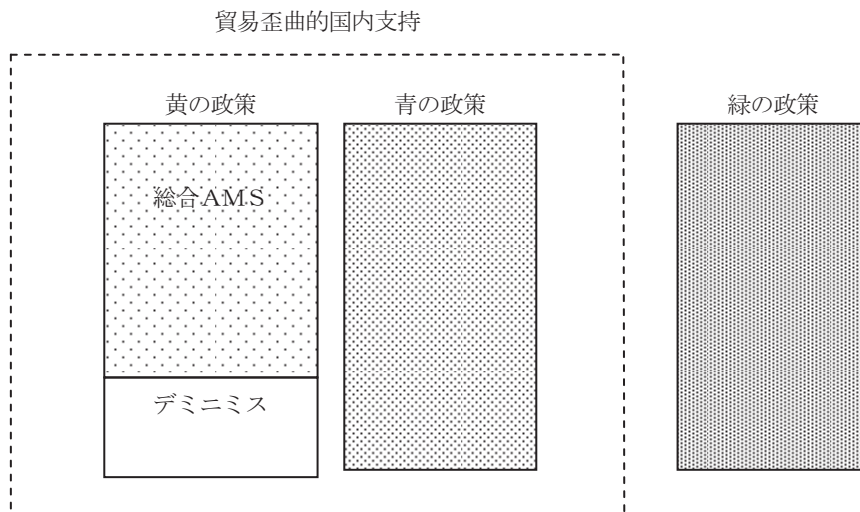 貿易歪曲的国内支持
黄の政策
青の政策
緑の政策
総合AMS
デミニミス